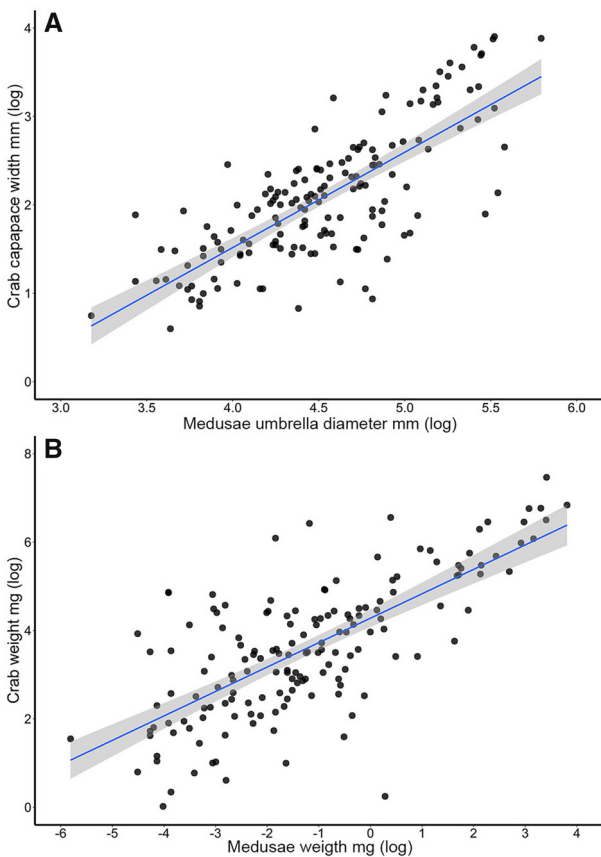 A
Crab capapace width mm (log)
4
3
2
1
0
3.0 3.5 4.0 4.5 5.0 5.5 6.0
Medusae umbrella diameter mm (log)
B
Crab weight mg (log)
8
6
4
2
0
-6 -5 -4 -3 -2 -1 0 1 2 3 4
Medusae weigth mg (log)